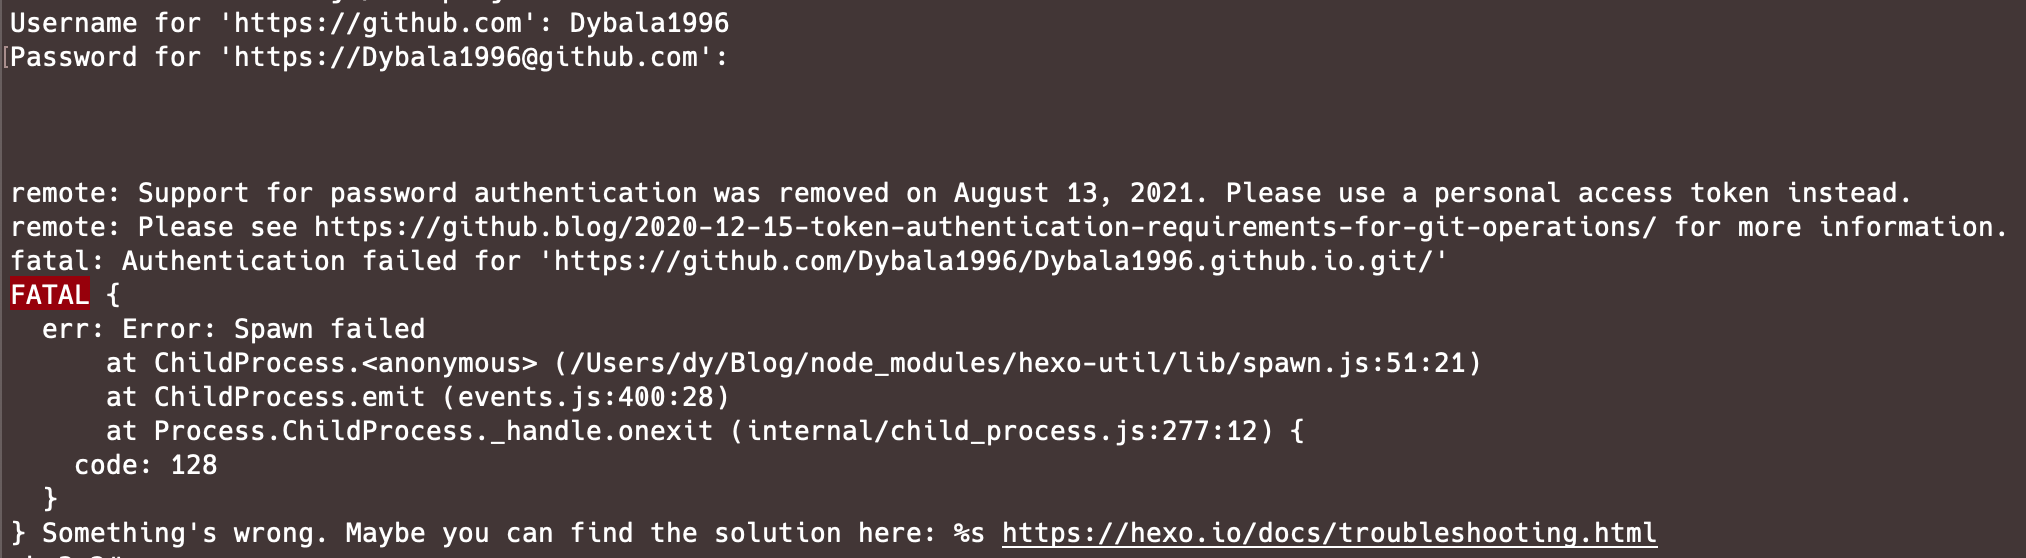 Username for 'https://github.com': Dybala1996
Password for 'https://Dybala1996@github.com':
remote: Support for password authentication was removed on August 13, 2021. Please use a personal access token instead.
remote: Please see https://github.blog/2020-12-15-token-authentication-requirements-for-git-operations/ for more information.
fatal: Authentication failed for 'https://github.com/Dybala1996/Dybala1996.github.io.git/'
FATAL {
  err: Error: Spawn failed
      at ChildProcess.<anonymous> (/Users/dy/Blog/node_modules/hexo-util/lib/spawn.js:51:21)
      at ChildProcess.emit (events.js:400:28)
      at Process.ChildProcess._handle.onexit (internal/child_process.js:277:12) {
    code: 128
  }
} Something's wrong. Maybe you can find the solution here: %s https://hexo.io/docs/troubleshooting.html